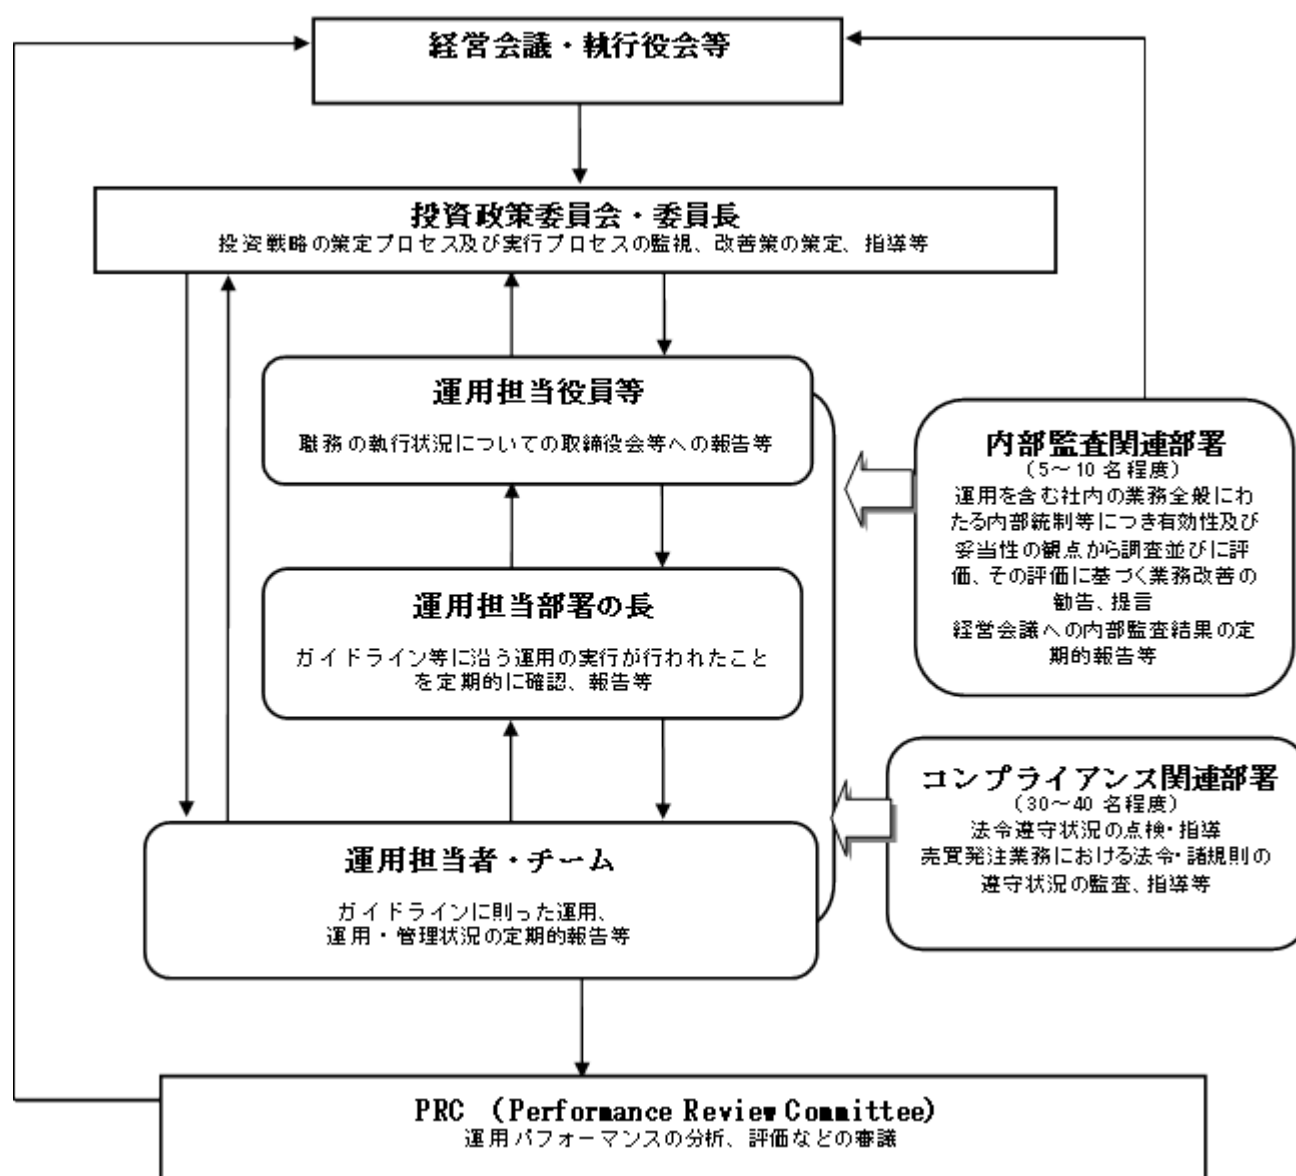 経営会議・執行役会等
投資政策委員会・委員長
投資戦略の策定プロセス及び実行プロセスの監視、改善策の策定、指導等
運用担当役員等
職務の執行状況についての取締役会等への報告等
運用担当部署の長
ガイドライン等に沿う運用の実行が行われたこと
を定期的に確認、報告等
運用担当者・チーム
ガイドラインに則った運用、
運用・管理状況の定期的報告等
内部監査関連部署
（5～10 名程度）
運用を含む社内の業務全般にわ
たる内部統制等につき有効性及び
妥当性の観点から調査並びに評
価、その評価に基づく業務改善の
勧告、提言
経営会議への内部監査結果の定
期的報告等
コンプライアンス関連部署
（30～40 名程度）
法令遵守状況の点検・指導
売買発注業務における法令・諸規則の
遵守状況の監査、指導等
PRC （Performance Review Committee）
運用パフォーマンスの分析、評価などの審議